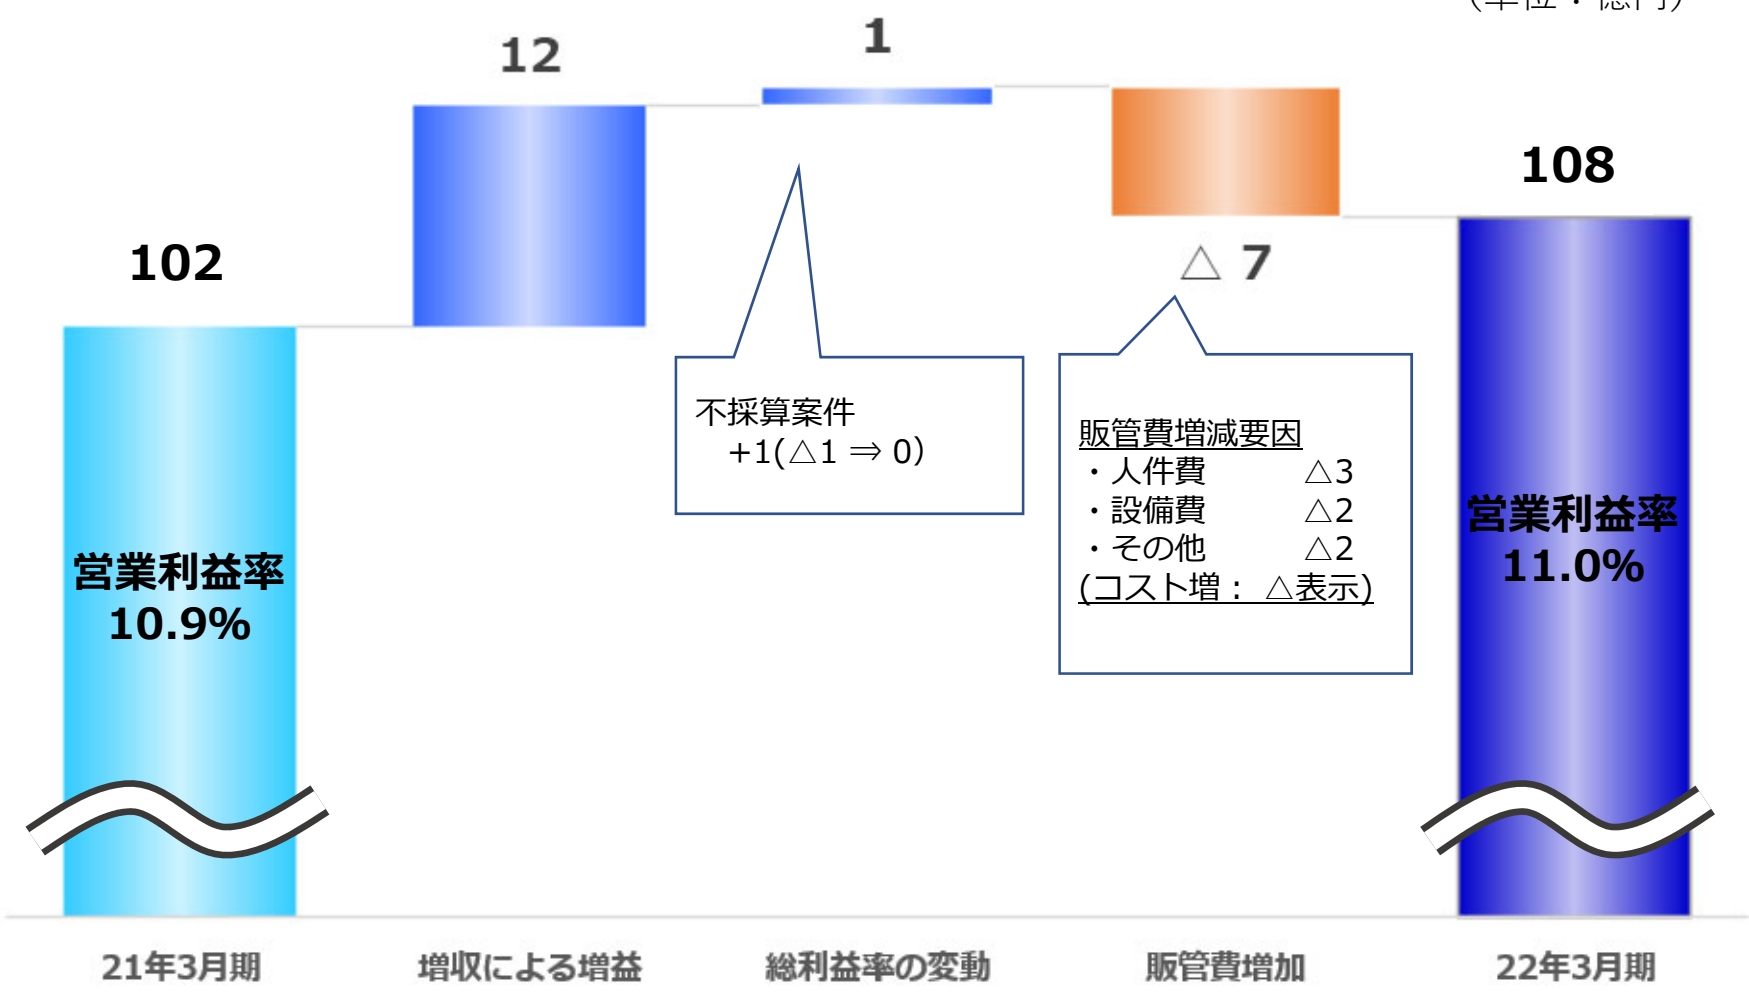 (単位：億円)
12
1
102
108
△ 7
不採算案件
+1(△1 ⇒ 0)
販管費増減要因
・人件費 △3
・設備費 △2
・その他 △2
(コスト増： △表示)
営業利益率
10.9%
営業利益率
11.0%
21年3月期
増収による増益
総利益率の変動
販管費増加
22年3月期